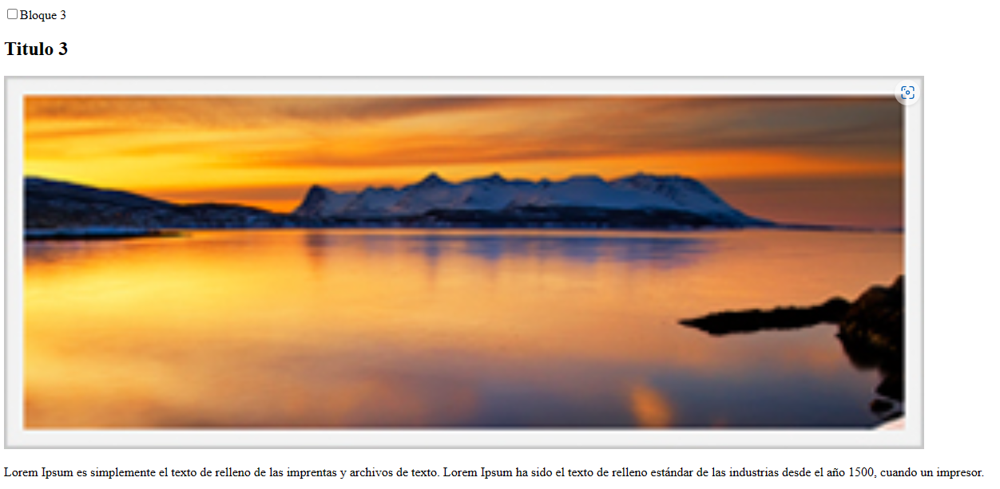 Bloque 3
Titulo 3
Lorem Ipsum es simplemente el texto de relleno de las imprentas y archivos de texto. Lorem Ipsum ha sido el texto de relleno estándar de las industrias desde el año 1500, cuando un impresor.